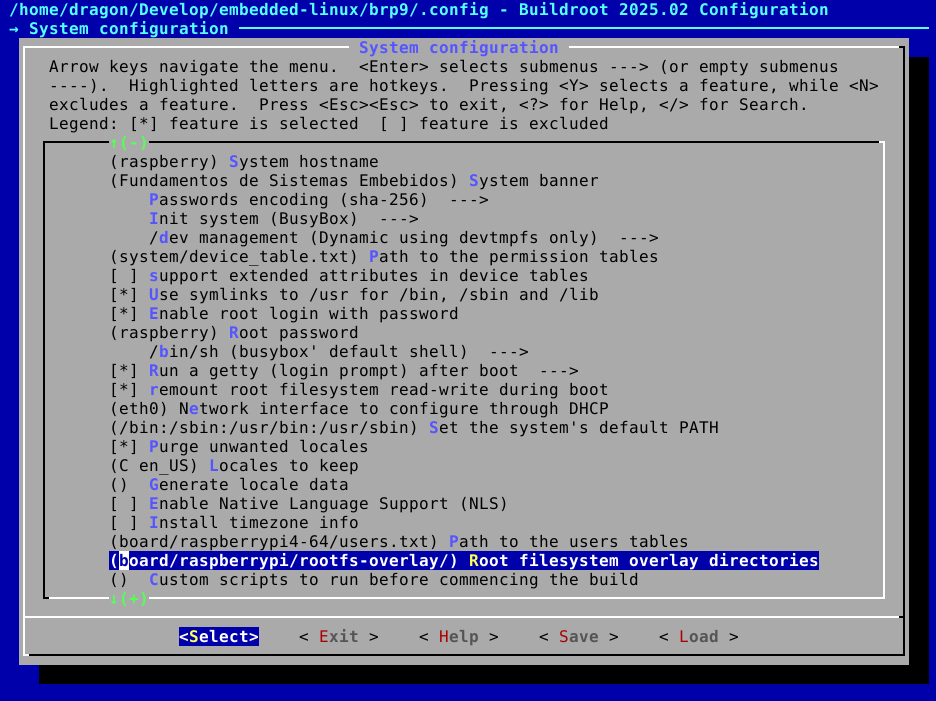 /home/dragon/Develop/embedded-linux/brp9/.config - Buildroot 2025.02 Configuration
→ System configuration
System configuration
Arrow keys navigate the menu.  <Enter> selects submenus ---> (or empty submenus
----).  Highlighted letters are hotkeys.  Pressing <Y> selects a feature, while <N>
excludes a feature.  Press <Esc><Esc> to exit, <?> for Help, </> for Search.
Legend: [*] feature is selected  [ ] feature is excluded
↑(-)
(raspberry) System hostname
(Fundamentos de Sistemas Embebidos) System banner
    Passwords encoding (sha-256)  --->
    Init system (BusyBox)  --->
    /dev management (Dynamic using devtmpfs only)  --->
(system/device_table.txt) Path to the permission tables
[ ] support extended attributes in device tables
[*] Use symlinks to /usr for /bin, /sbin and /lib
[*] Enable root login with password
(raspberry) Root password
    /bin/sh (busybox' default shell)  --->
[*] Run a getty (login prompt) after boot  --->
[*] remount root filesystem read-write during boot
(eth0) Network interface to configure through DHCP
(/bin:/sbin:/usr/bin:/usr/sbin) Set the system's default PATH
[*] Purge unwanted locales
(C en_US) Locales to keep
()  Generate locale data
[ ] Enable Native Language Support (NLS)
[ ] Install timezone info
(board/raspberrypi4-64/users.txt) Path to the users tables
(board/raspberrypi/rootfs-overlay/) Root filesystem overlay directories
()  Custom scripts to run before commencing the build
↓(+)
<Select>    < Exit >    < Help >    < Save >    < Load >